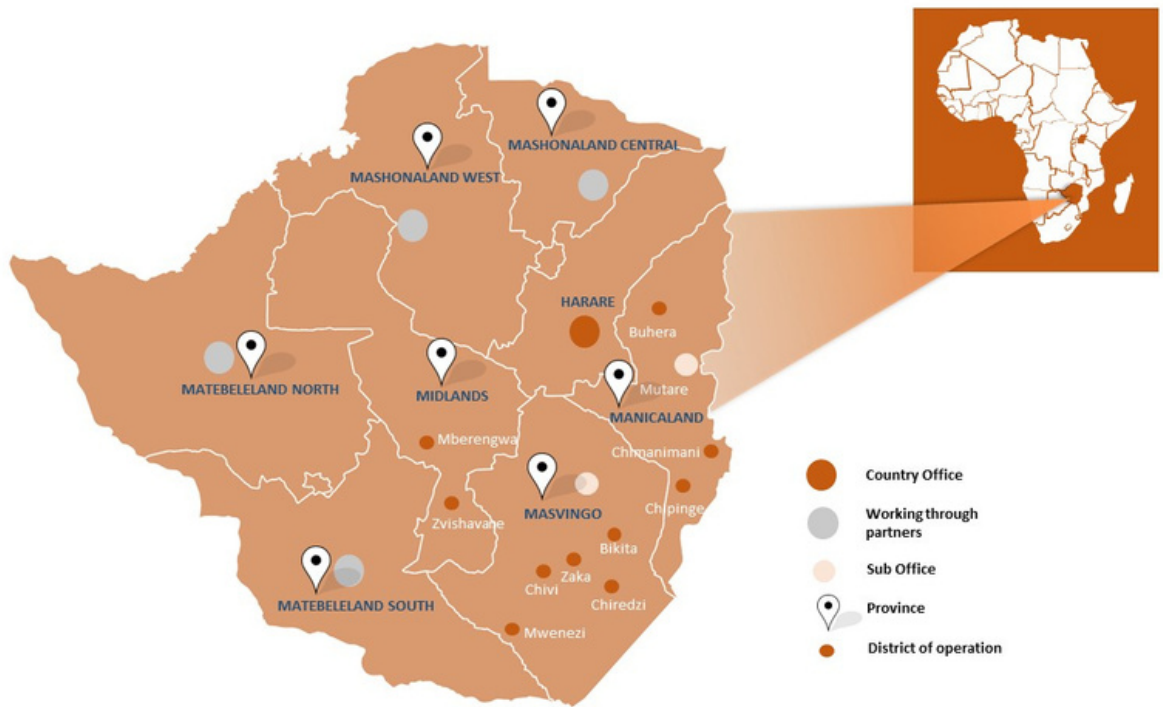 MASHONALAND CENTRAL
MASHONALAND WEST
HARARE
Buhera
MATEBELELAND NORTH
MIDLANDS
Mutare
MANICALAND
Mberengwa
Chimanimani
Zvishavane
MASVINGO
Chipinge
Bikita
Zaka
Chivi
Chiredzi
MATEBELELAND SOUTH
Mwenezi
Country Office
Working through
partners
Sub Office
Province
District of operation